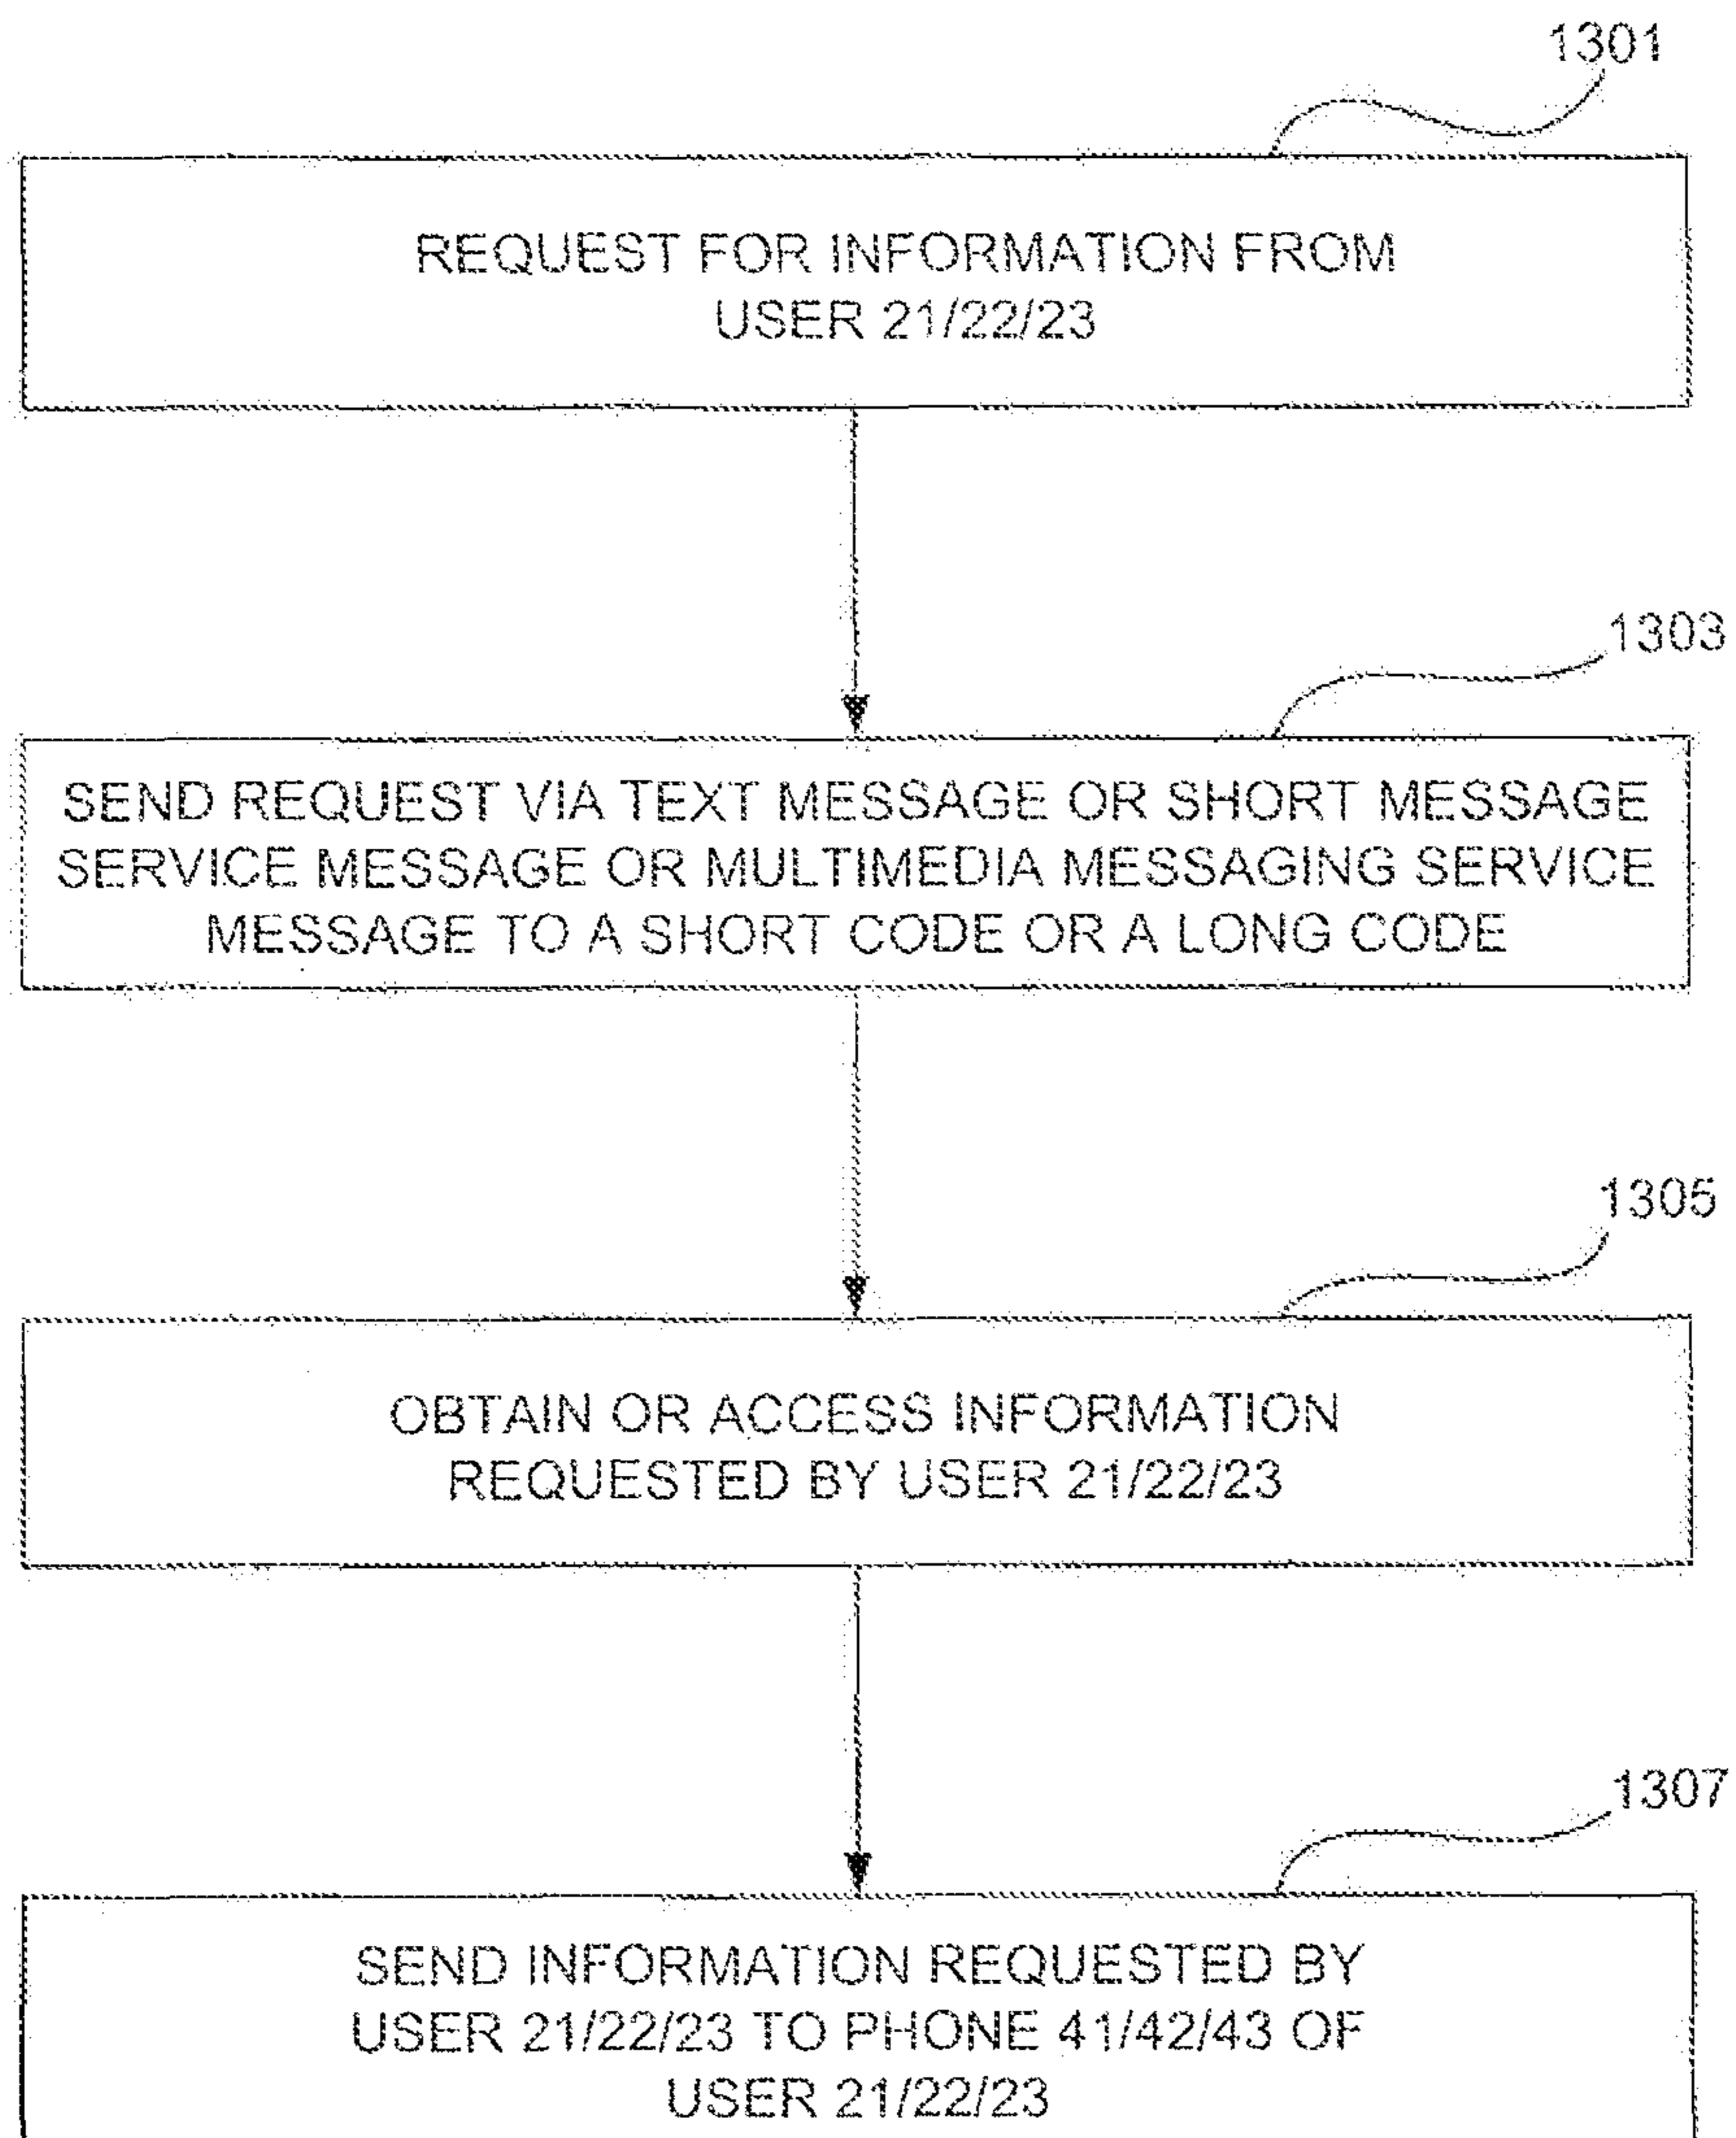 1301
REQUEST FOR INFORMATION FROM
USER 21/22/23
1303
SEND REQUEST VIA TEXT MESSAGE OR SHORT MESSAGE
SERVICE MESSAGE OR MULTIMEDIA MESSAGING SERVICE
MESSAGE TO A SHORT CODE OR A LONG CODE
1305
OBTAIN OR ACCESS INFORMATION
REQUESTED BY USER 21/22/23
1307
SEND INFORMATION REQUESTED BY
USER 21/22/23 TO PHONE 41/42/43 OF
USER 21/22/23